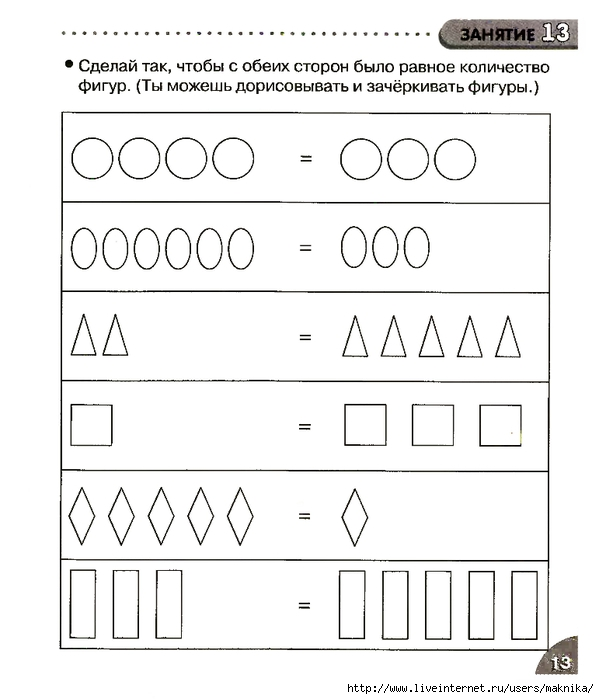 ЗАНЯТИЕ 13
• Сделай так, чтобы с обеих сторон было равное количество
фигур. (Ты можешь дорисовывать и зачёркивать фигуры.)
=
=
=
=
=
=
13
http://www.liveinternet.ru/users/maknika/